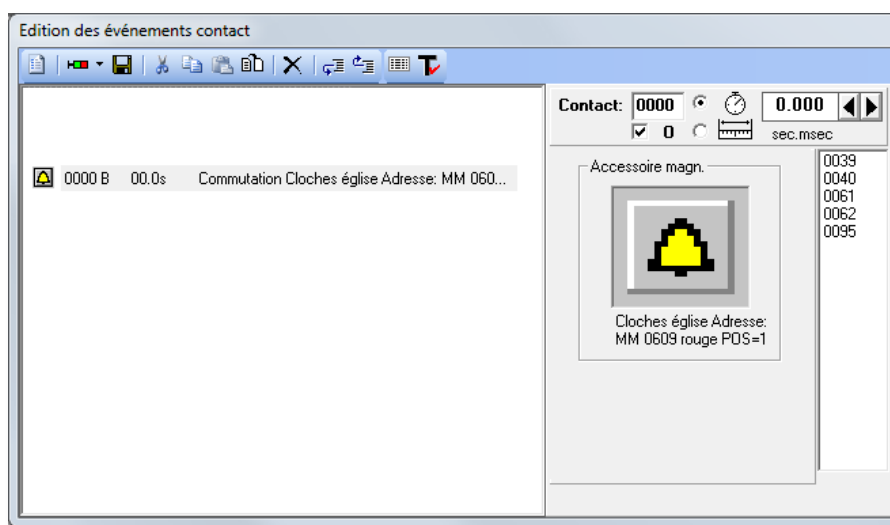 Edition des événements contact
Contact: 0000 0.000
0 sec.msec
0000 B 00.0s Commutation Cloches église Adresse: MM 060...
Accessoire magn.
Cloches église Adresse:
MM 0609 rouge POS=1
0039
0040
0061
0062
0095